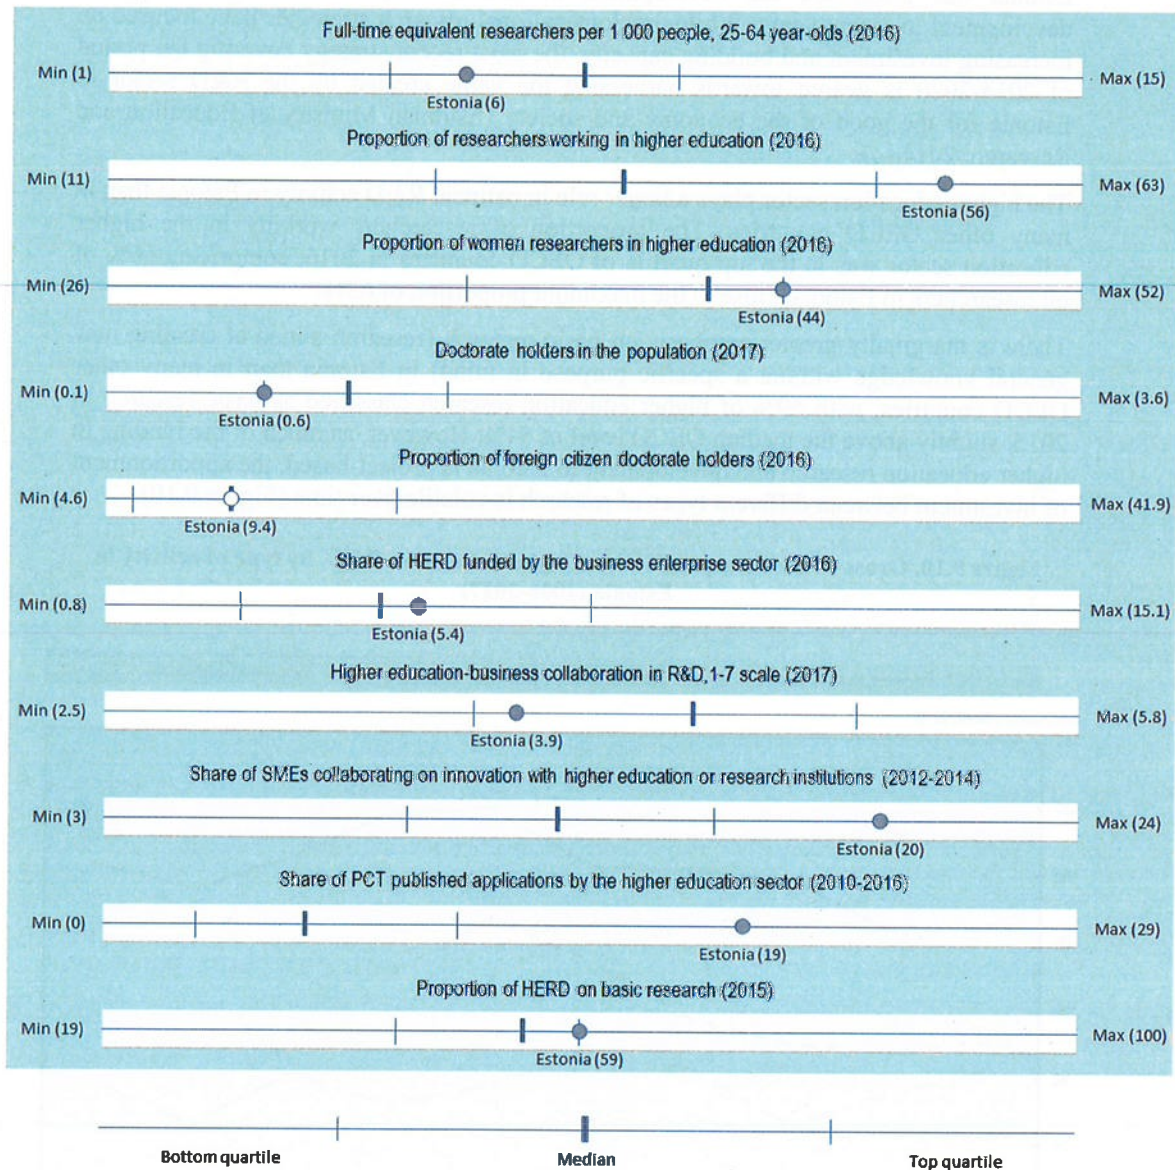 Full-time equivalent researchers per 1 000 people, 25-64 year-olds (2016)
Min (1)
Max (15)
Estonia (6)
Proportion of researchers working in higher education (2016)
Min (11)
Max (63)
Estonia (56)
Proportion of women researchers in higher education (2016)
Min (26)
Max (52)
Estonia (44)
Doctorate holders in the population (2017)
Min (0.1)
Max (3.6)
Estonia (0.6)
Proportion of foreign citizen doctorate holders (2016)
Min (4.6)
Max (41.9)
Estonia (9.4)
Share of HERD funded by the business enterprise sector (2016)
Min (0.8)
Max (15.1)
Estonia (5.4)
Higher education-business collaboration in R&D,1-7 scale (2017)
Min (2.5)
Max (5.8)
Estonia (3.9)
Share of SMEs collaborating on innovation with higher education or research institutions (2012-2014)
Min (3)
Max (24)
Estonia (20)
Share of PCT published applications by the higher education sector (2010-2016)
Min (0)
Max (29)
Estonia (19)
Proportion of HERD on basic research (2015)
Min (19)
Max (100)
Estonia (59)
Bottom quartile
Median
Top quartile